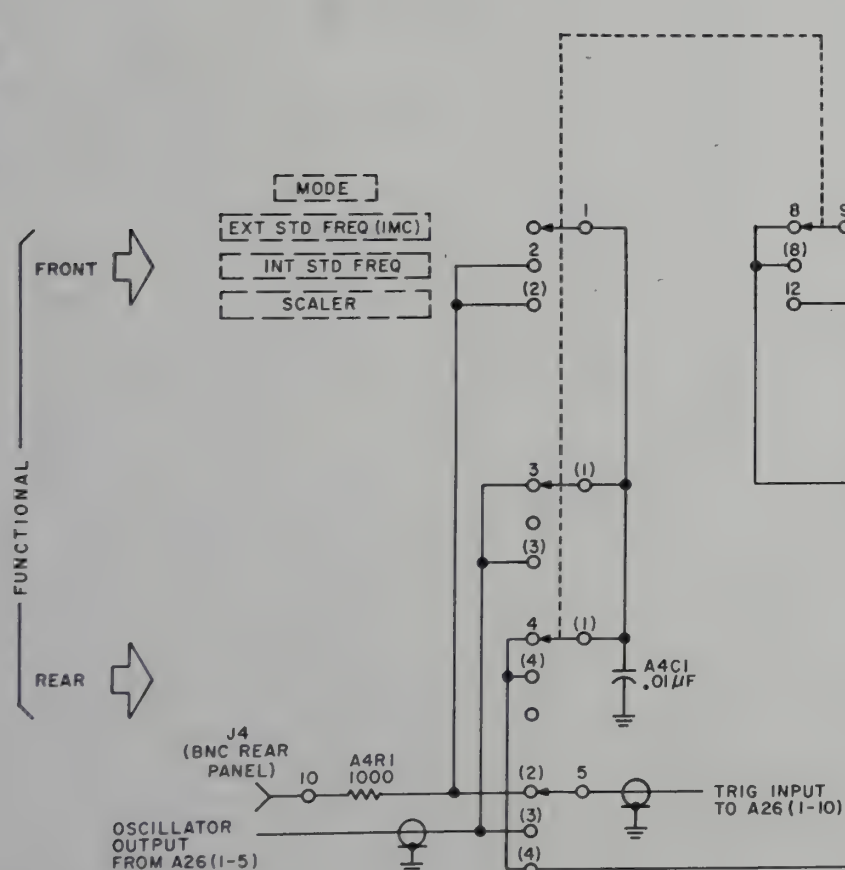 MODE
EXT STD FREQ (IMC)
INT STD FREQ
SCALER
FRONT
FUNCTIONAL
REAR
1
2
(2)
8
9
(8)
12
3
(1)
(3)
4
(1)
(4)
A4C1
.01µF
J4
(BNC REAR
PANEL)
10
A4R1
1000
(2)
5
TRIG INPUT
TO A26 (1-10)
OSCILLATOR
OUTPUT
FROM A26 (1-5)
(3)
(4)